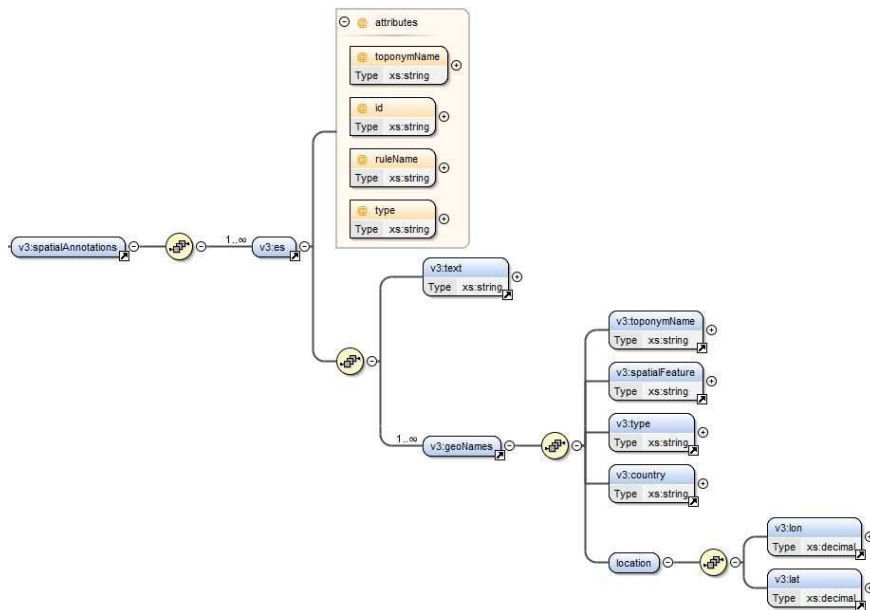 @ attributes
@ toponymName
Type xs:string
@ id
Type xs:string
@ ruleName
Type xs:string
@ type
Type xs:string
v3:spatialAnnotations
1..∞
v3:es
v3:text
Type xs:string
1..∞
v3:geoNames
v3:toponymName
Type xs:string
v3:spatialFeature
Type xs:string
v3:type
Type xs:string
v3:country
Type xs:string
location
v3:lon
Type xs:decimal
v3:lat
Type xs:decimal